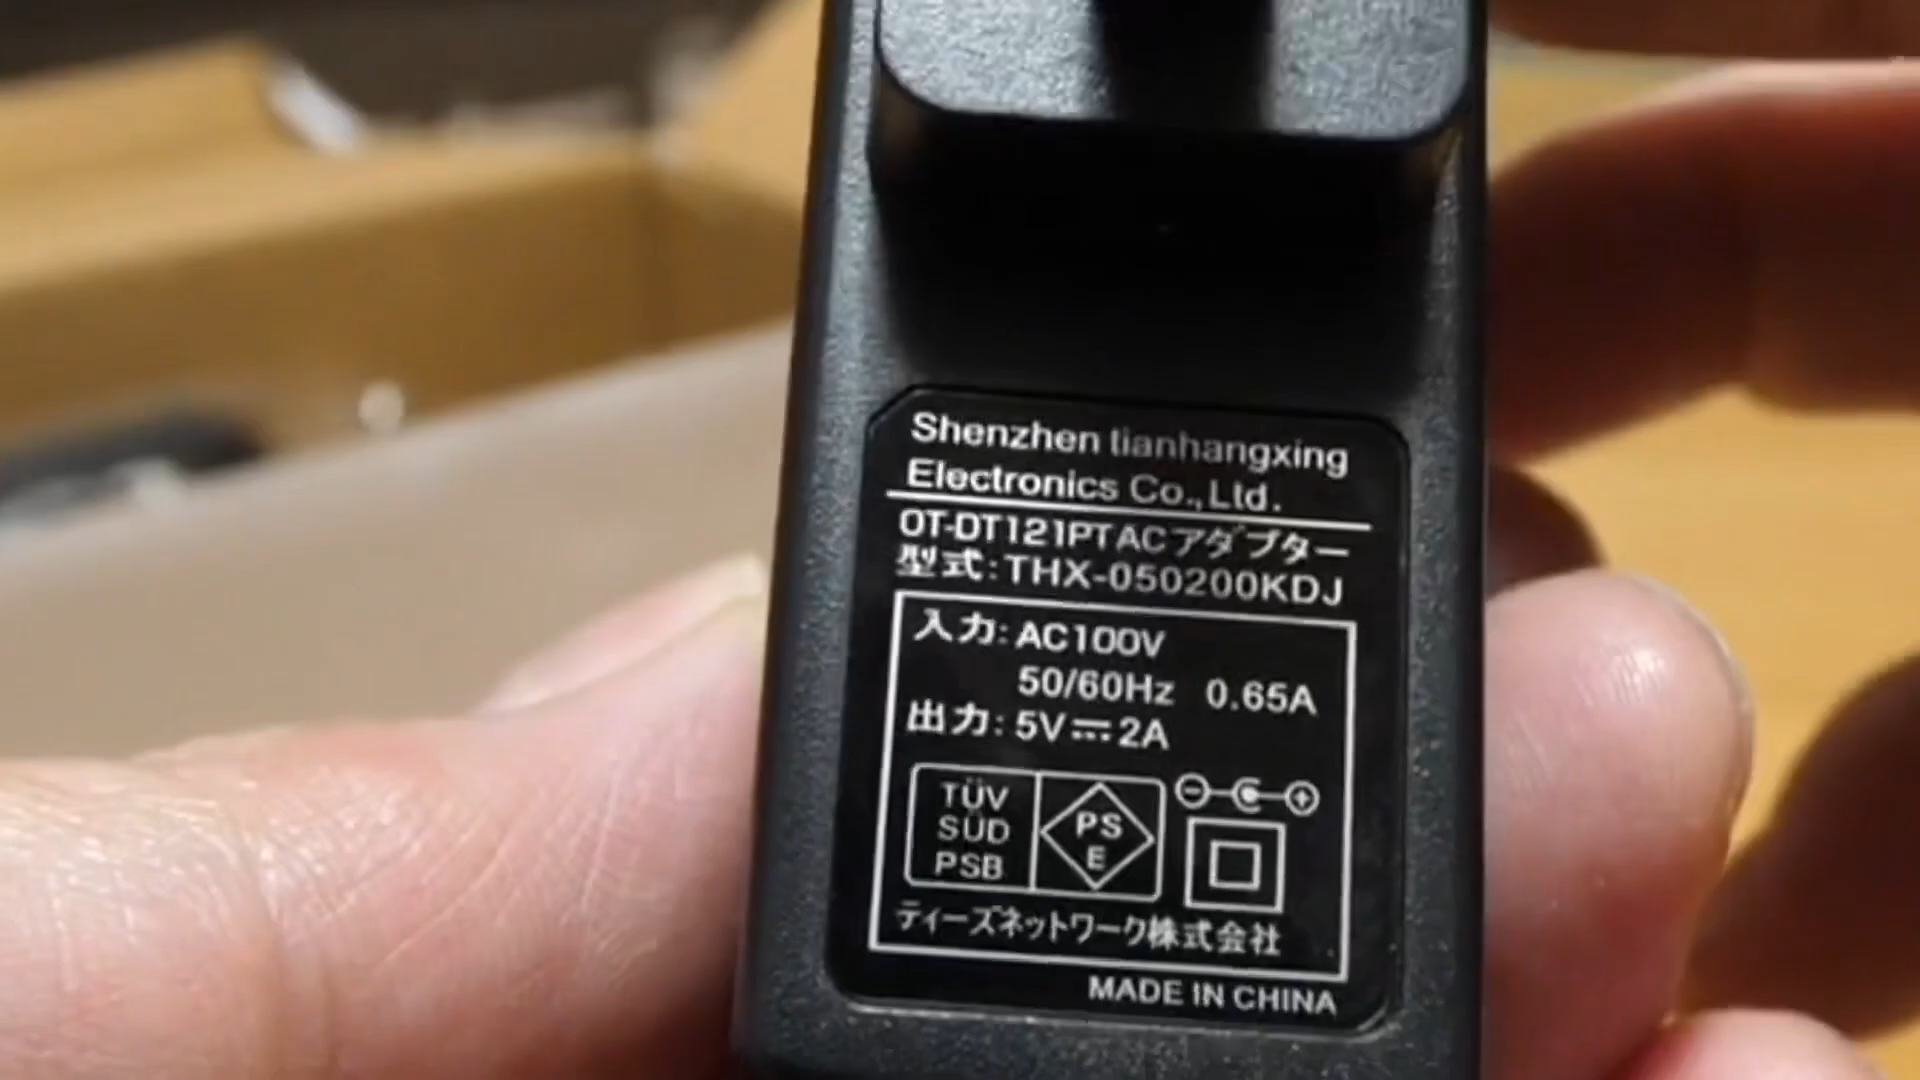 Shenzhen tianhangxing
Electronics Co.,Ltd.
OT-DT121PT ACアダプター
型式:THX-050200KDJ
入力:AC100V
50/60Hz 0.65A
出力:5V⎓2A
TÜV
SÜD
PSB
PS
E
ティーズネットワーク株式会社
MADE IN CHINA